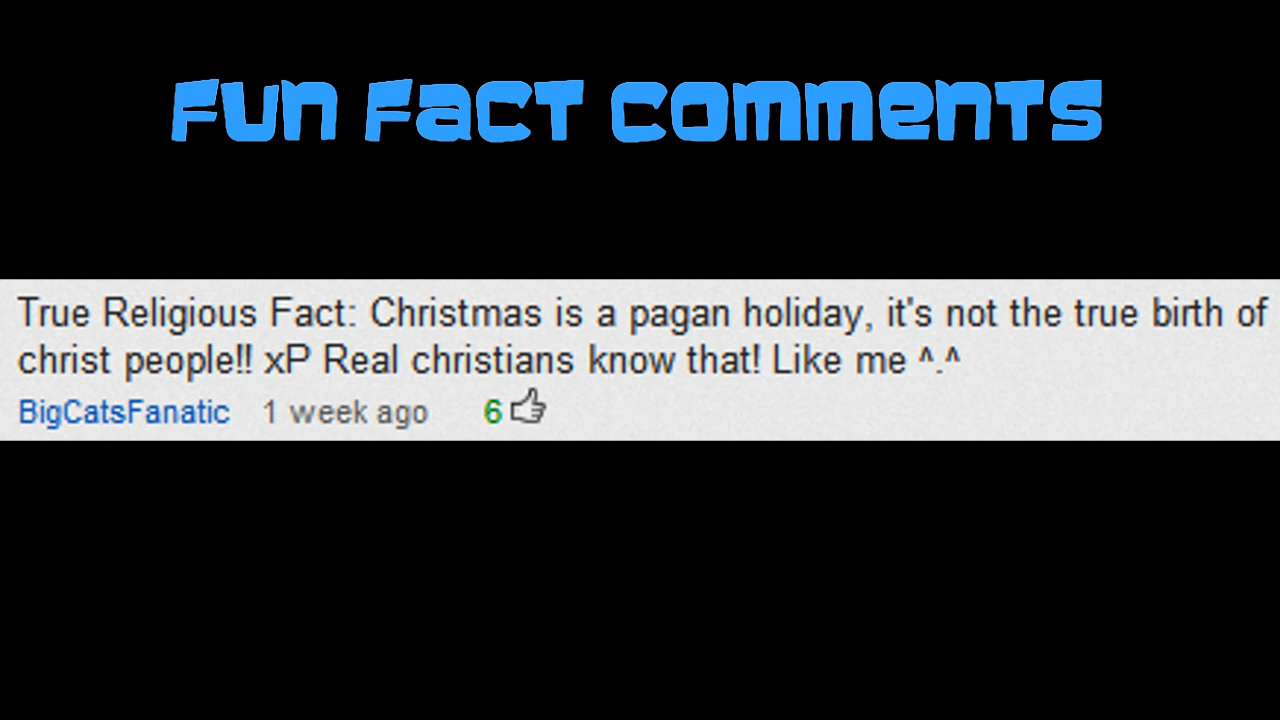 FUN FACT COMMENTS
True Religious Fact: Christmas is a pagan holiday, it's not the true birth of
christ people!! xP Real christians know that! Like me ^.^
BigCatsFanatic 1 week ago 6